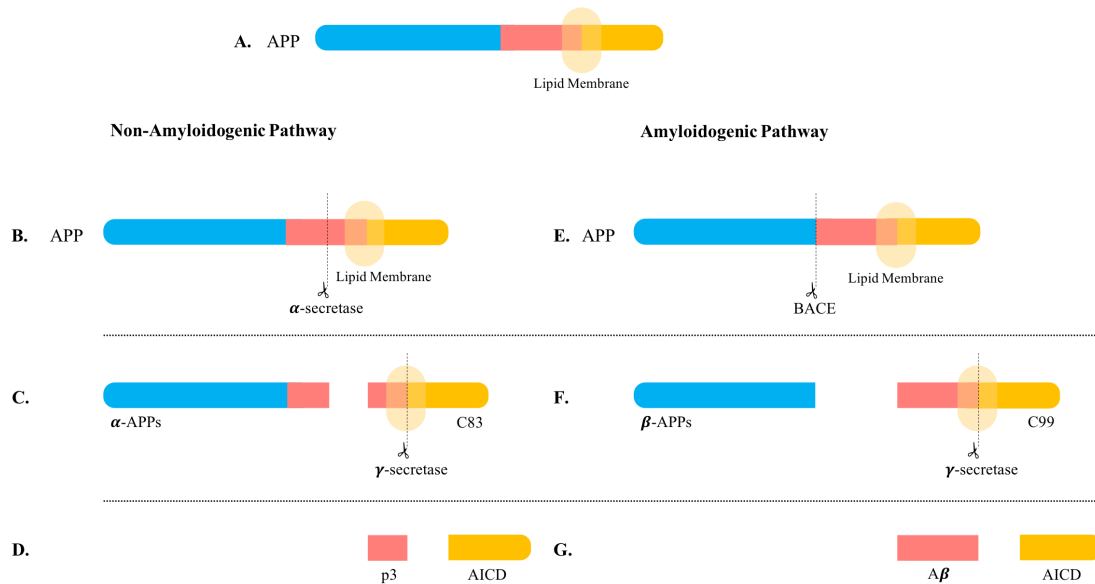 A. APP
Lipid Membrane
Non-Amyloidogenic Pathway
Amyloidogenic Pathway
B. APP
Lipid Membrane
α-secretase
E. APP
Lipid Membrane
BACE
C.
α-APPs
C83
γ-secretase
F.
β-APPs
C99
γ-secretase
D.
p3
AICD
G.
Aβ
AICD